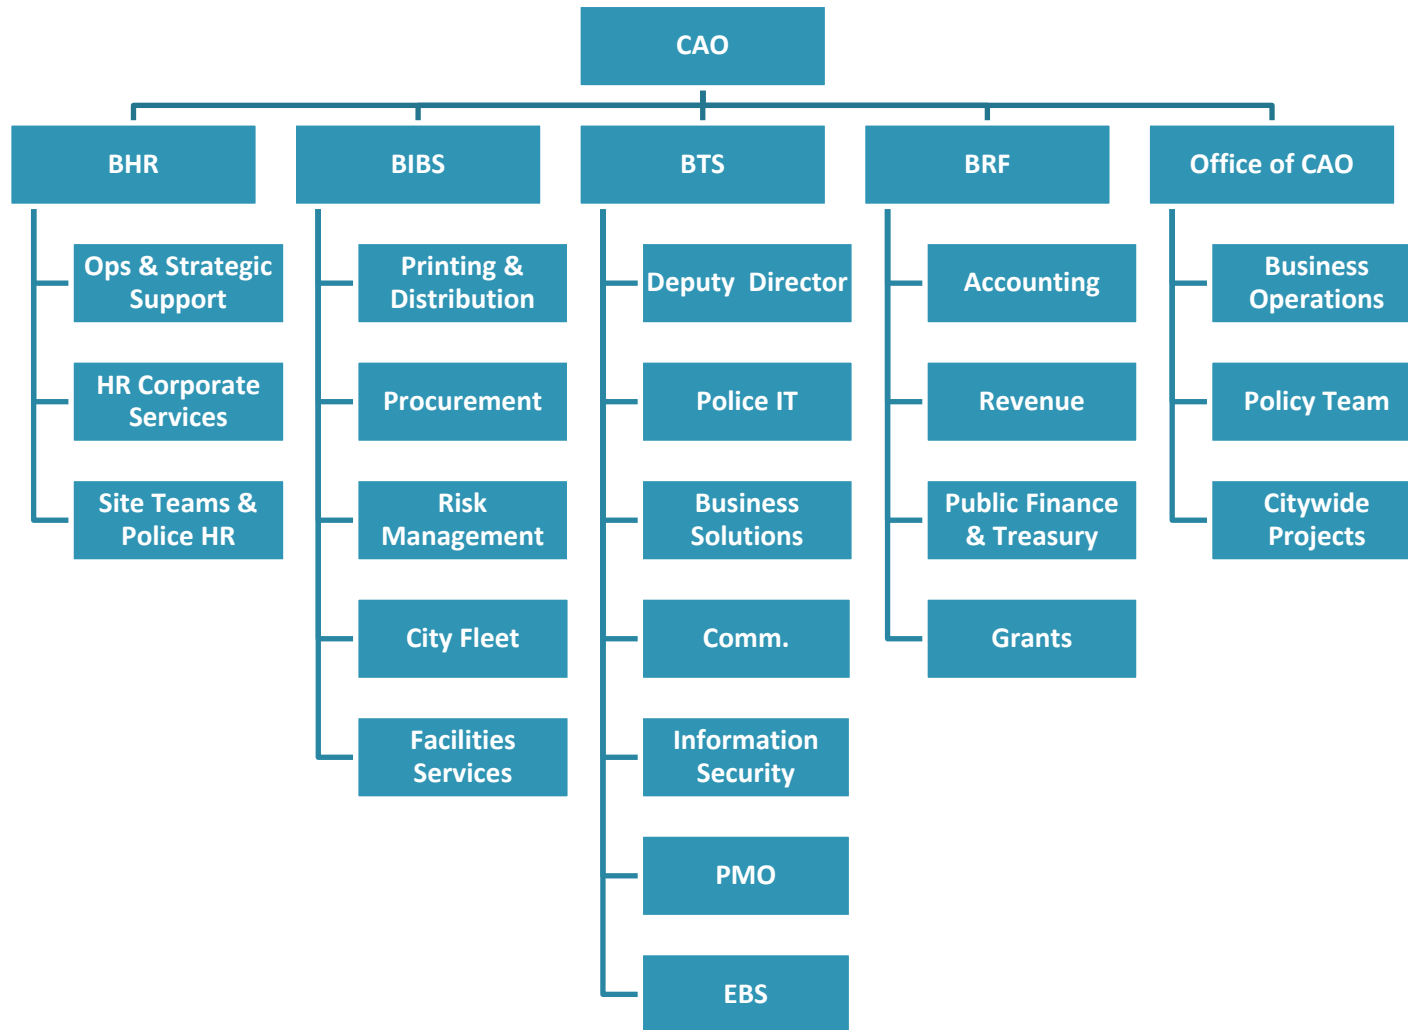 CAO
BHR
BIBS
BTS
BRF
Office of CAO
Ops & Strategic
Support
HR Corporate
Services
Site Teams &
Police HR
Printing &
Distribution
Procurement
Risk
Management
City Fleet
Facilities
Services
Deputy  Director
Police IT
Business
Solutions
Comm.
Information
Security
PMO
EBS
Accounting
Revenue
Public Finance
& Treasury
Grants
Business
Operations
Policy Team
Citywide
Projects